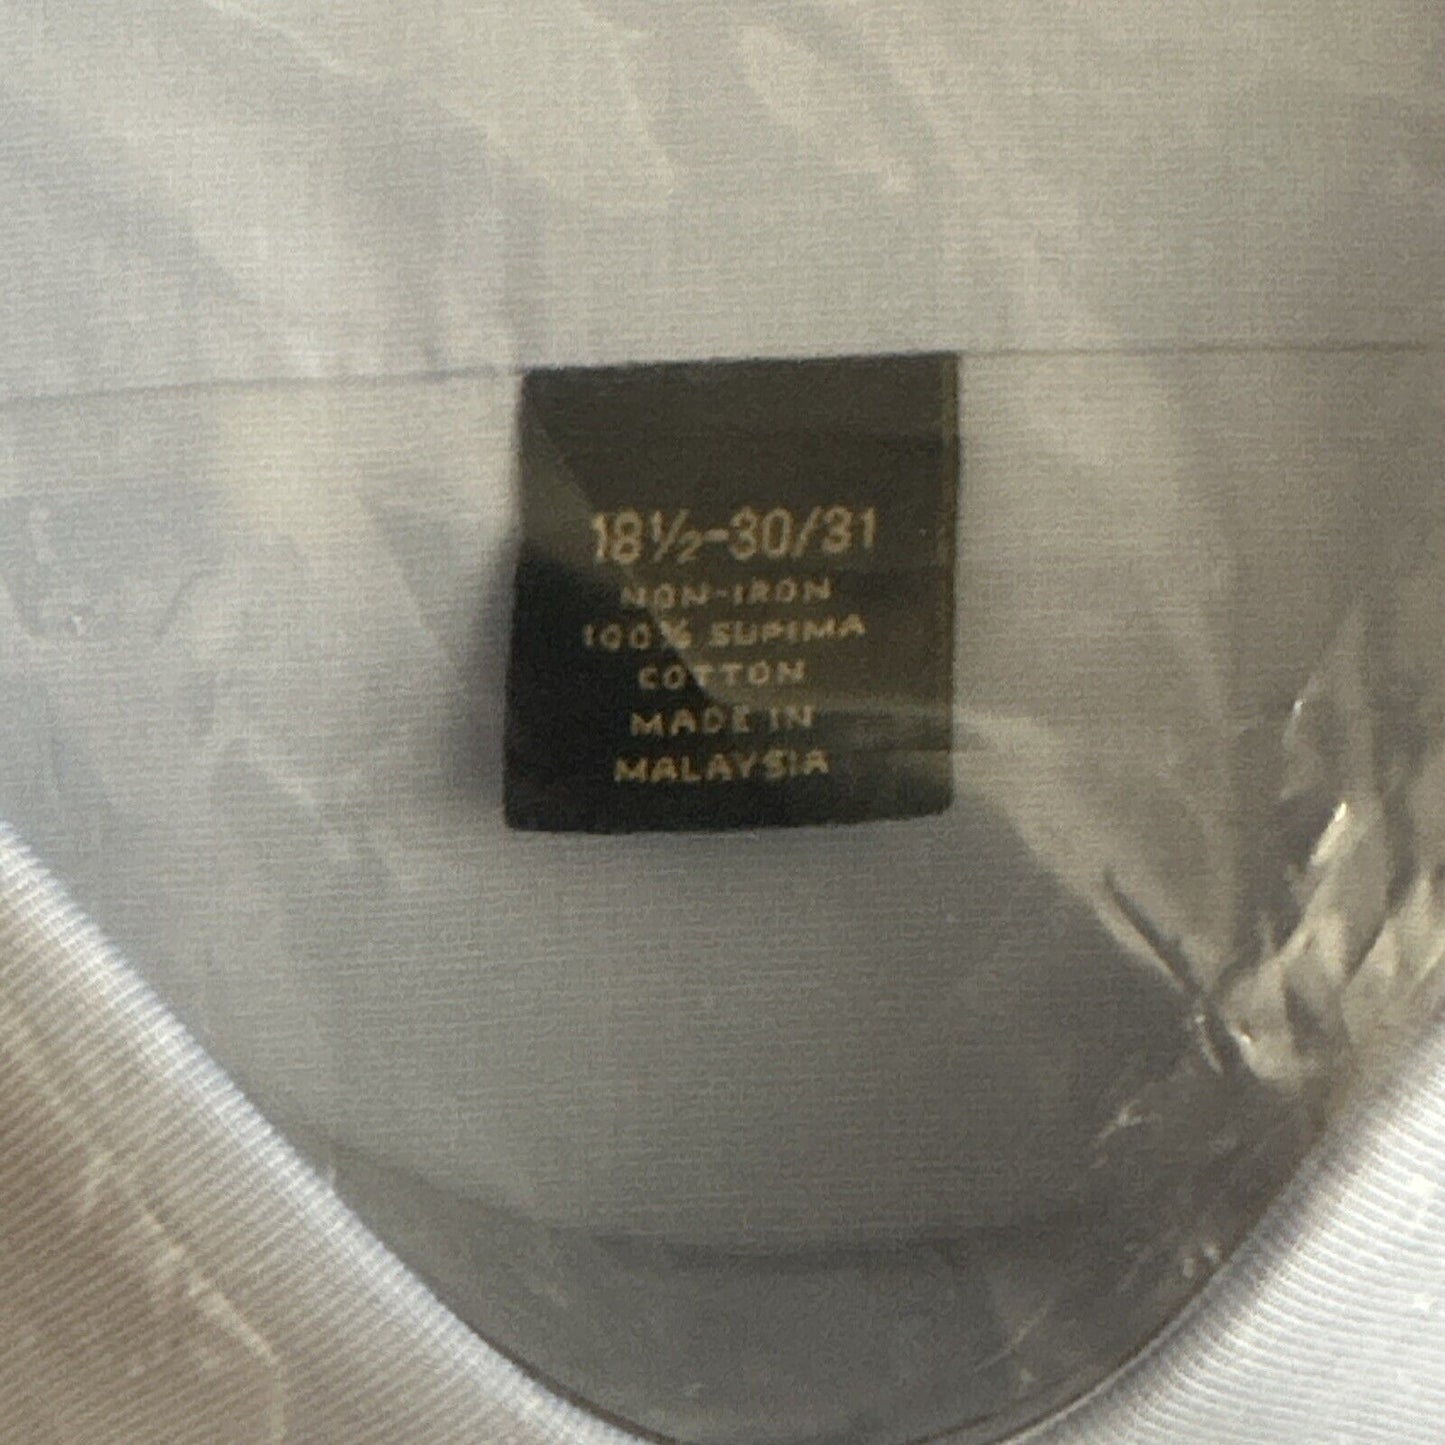 18½-30/31
NON-IRON
100% SUPIMA
COTTON
MADE IN
MALAYSIA